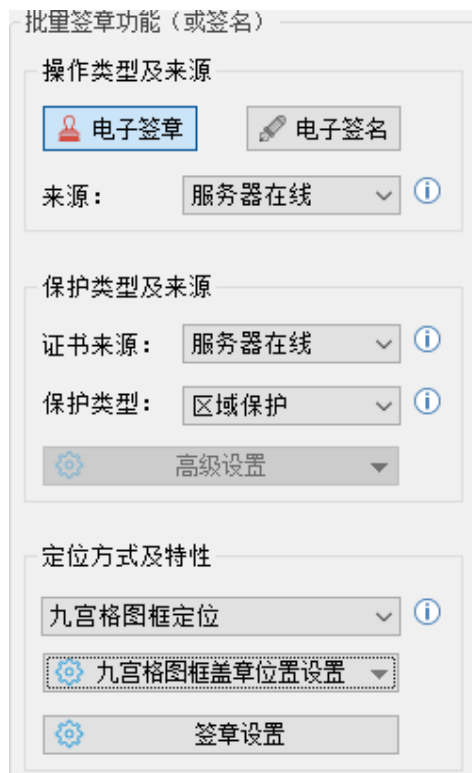 批量签章功能（或签名）
操作类型及来源
电子签章 电子签名
来源： 服务器在线
保护类型及来源
证书来源： 服务器在线
保护类型： 区域保护
高级设置
定位方式及特性
九宫格图框定位
九宫格图框盖章位置设置
签章设置